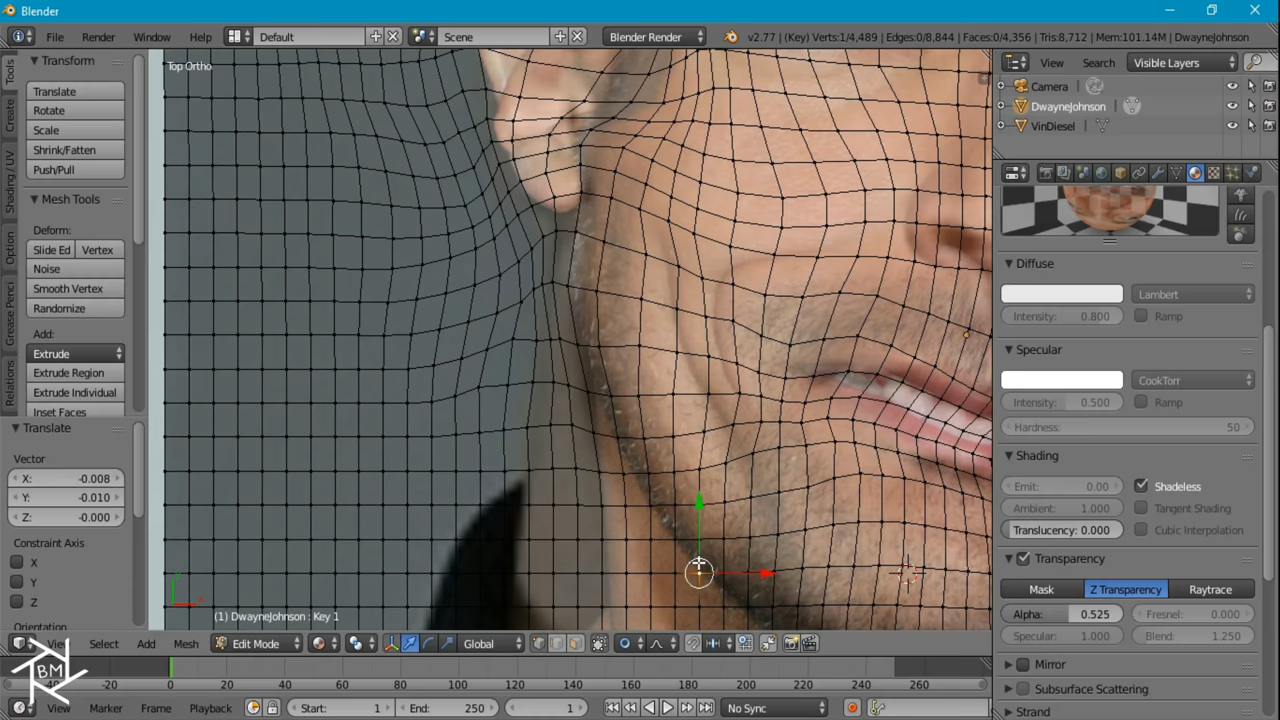 Blender
File Render Window Help Default Scene Blender Render v2.77 | (Key) Verts:1/4,489 | Edges:0/8,844 | Faces:0/4,356 | Tris:8,712 | Mem:101.14M | DwayneJohnson
Tools
Create
Shading / UV
Option
Grease Penci
Relations
Transform
Translate
Rotate
Scale
Shrink/Fatten
Push/Pull
Mesh Tools
Deform:
Slide Ed Vertex
Noise
Smooth Vertex
Randomize
Add:
Extrude
Extrude Region
Extrude Individual
Inset Faces
Translate
Vector
X: -0.008
Y: -0.010
Z: -0.000
Constraint Axis
X
Y
Z
Orientation
Top Ortho
(1) DwayneJohnson : Key 1
View Search Visible Layers
Camera
DwayneJohnson
VinDiesel
Diffuse
Lambert
Intensity: 0.800 Ramp
Specular
CookTorr
Intensity: 0.500 Ramp
Hardness: 50
Shading
Emit: 0.00 Shadeless
Ambient: 1.000 Tangent Shading
Translucency: 0.000 Cubic Interpolation
Transparency
Mask Z Transparency Raytrace
Alpha: 0.525 Fresnel: 0.000
Specular: 1.000 Blend: 1.250
Mirror
Subsurface Scattering
Strand
Select Add Mesh Edit Mode Global
BM
-20 0 20 40 60 80 100 120 140 160 180 200 220 240 260
View Marker Frame Playback Start: 1 End: 250 1 No Sync